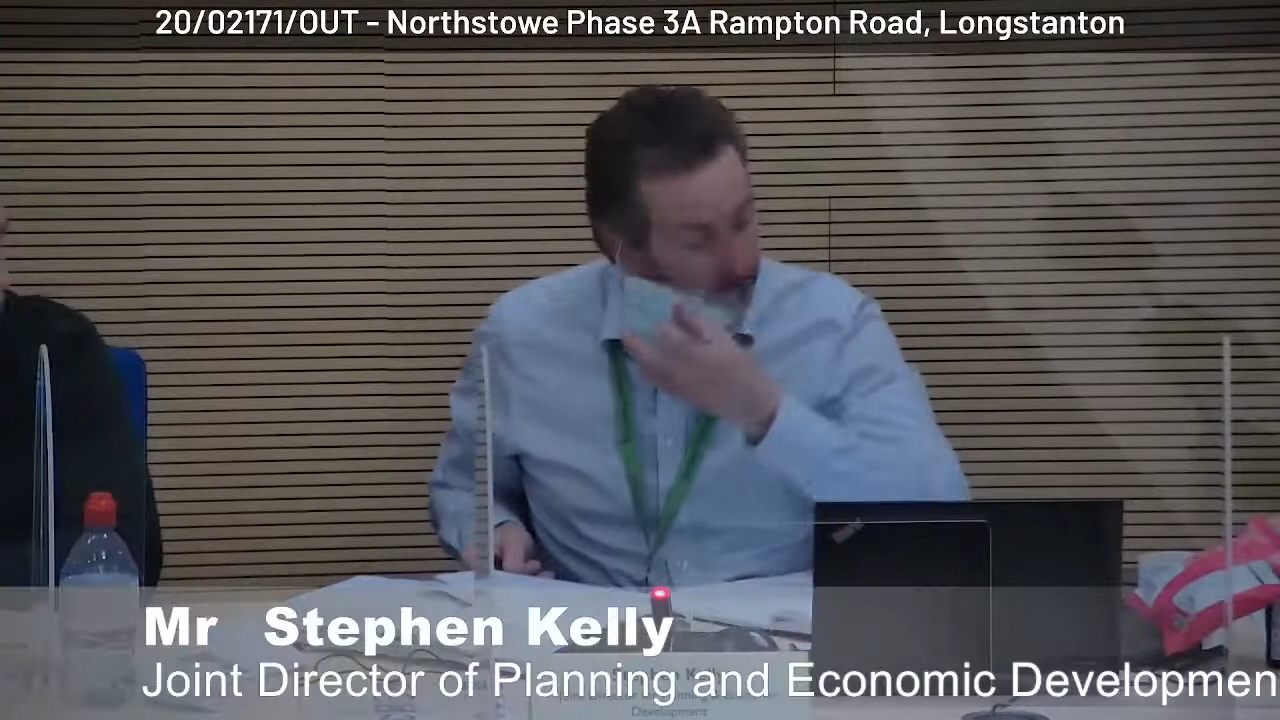 20/02171/OUT – Northstowe Phase 3A Rampton Road, Longstanton
Mr Stephen Kelly
Joint Director of Planning and Economic Developmen
Development